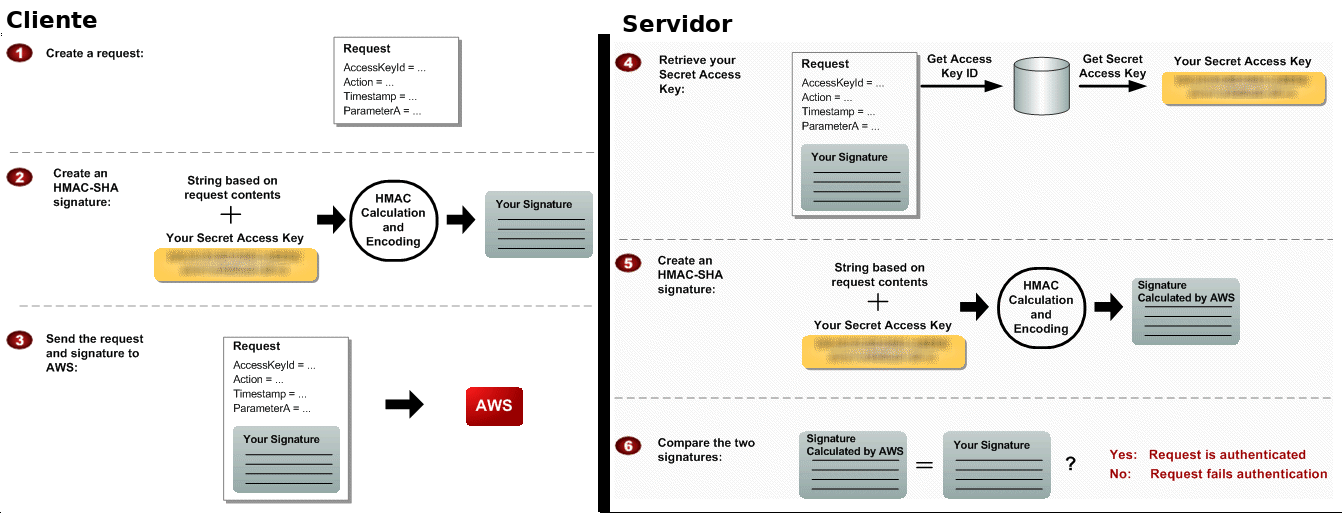 Cliente
1
Create a request:
Request
AccessKeyId = ...
Action = ...
Timestamp = ...
ParameterA = ...
2
Create an
HMAC-SHA
signature:
String based on
request contents
+
Your Secret Access Key
HMAC
Calculation
and
Encoding
Your Signature
3
Send the request
and signature to
AWS:
Request
AccessKeyId = ...
Action = ...
Timestamp = ...
ParameterA = ...
Your Signature
AWS
Servidor
4
Retrieve your
Secret Access
Key:
Request
AccessKeyID = ...
Action = ...
Timestamp = ...
ParameterA = ...
Your Signature
Get Access
Key ID
Get Secret
Access Key
Your Secret Access Key
5
Create an
HMAC-SHA
signature:
String based on
request contents
+
Your Secret Access Key
HMAC
Calculation
and
Encoding
Signature
Calculated by AWS
6
Compare the two
signatures:
Signature
Calculated by AWS
=
Your Signature
?
Yes: Request is authenticated
No: Request fails authentication